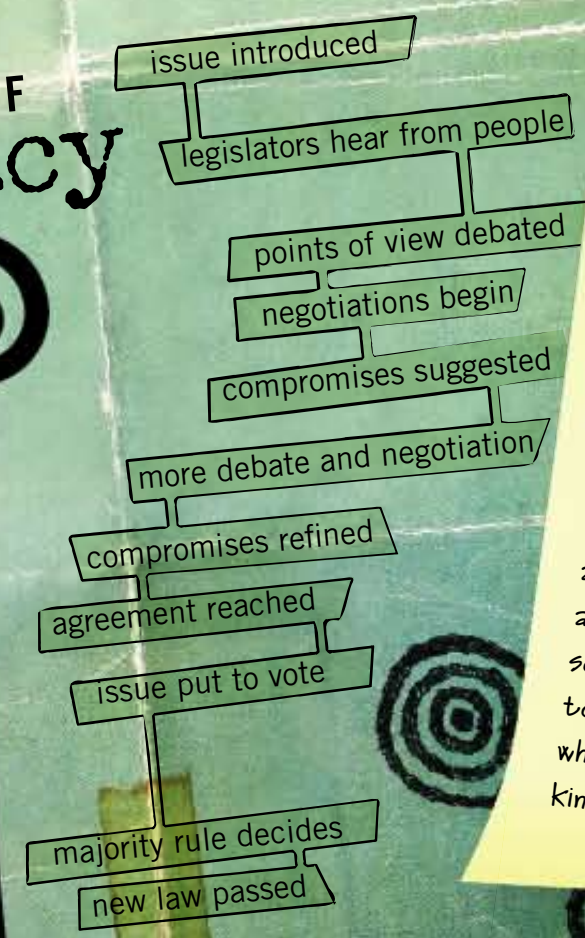 F
cy
issue introduced
legislators hear from people
points of view debated
negotiations begin
compromises suggested
more debate and negotiation
compromises refined
agreement reached
issue put to vote
majority rule decides
new law passed